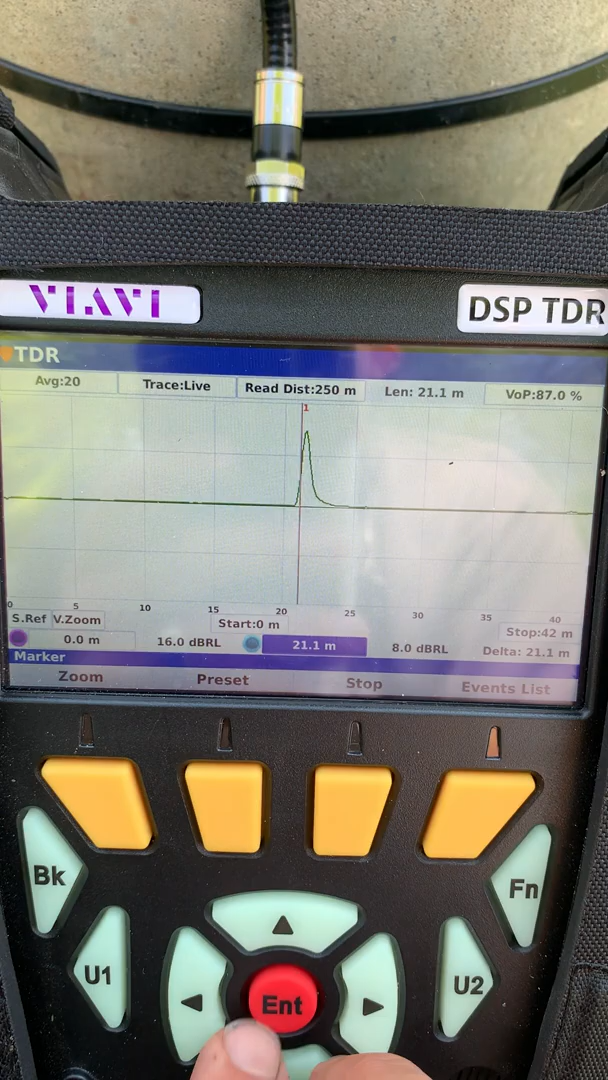 VIAVI
DSP TDR
TDR
Avg:20 Trace:Live Read Dist:250 m Len: 21.1 m VoP:87.0 %
1
0 5 10 15 20 25 30 35 40
S.Ref V.Zoom Start:0 m Stop:42 m
0.0 m 16.0 dBRL 21.1 m 8.0 dBRL Delta: 21.1 m
Marker
Zoom Preset Stop Events List
Bk Fn
U1 U2
Ent